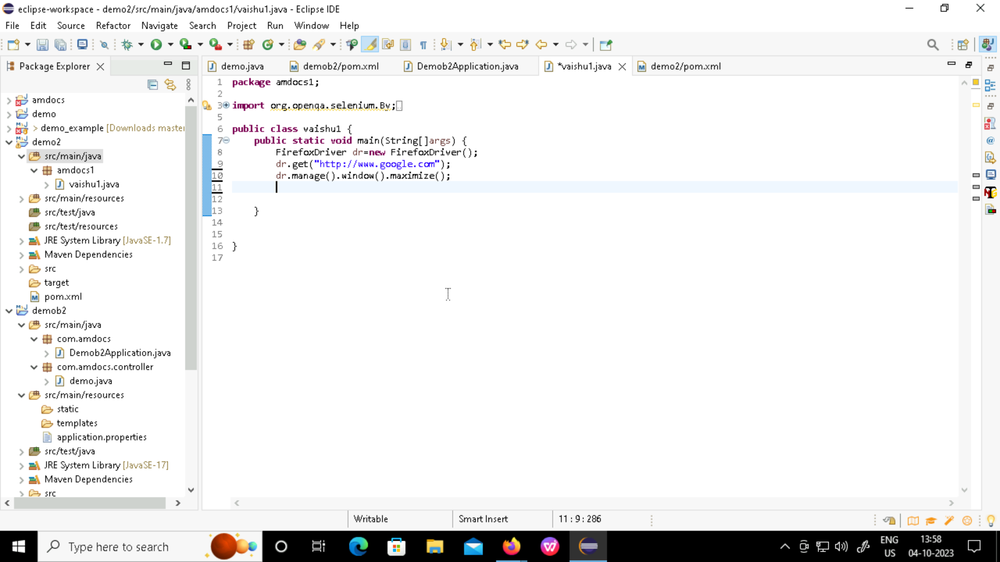 eclipse-workspace - demo2/src/main/java/amdocs1/vaishu1.java - Eclipse IDE
File Edit Source Refactor Navigate Search Project Run Window Help
Package Explorer
demo.java demob2/pom.xml Demob2Application.java *vaishu1.java demo2/pom.xml
amdocs
demo
> demo_example [Downloads master
demo2
src/main/java
amdocs1
vaishu1.java
src/main/resources
src/test/java
src/test/resources
JRE System Library [JavaSE-1.7]
Maven Dependencies
src
target
pom.xml
demob2
src/main/java
com.amdocs
Demob2Application.java
com.amdocs.controller
demo.java
src/main/resources
static
templates
application.properties
src/test/java
JRE System Library [JavaSE-17]
Maven Dependencies
src
1 package amdocs1;
2
3 import org.openqa.selenium.By;
5
6 public class vaishu1 {
7 public static void main(String[]args) {
8 FirefoxDriver dr=new FirefoxDriver();
9 dr.get("http://www.google.com");
10 dr.manage().window().maximize();
11
12
13 }
14
15
16 }
17
Writable Smart Insert 11 : 9 : 286
Type here to search
ENG
US
13:58
04-10-2023